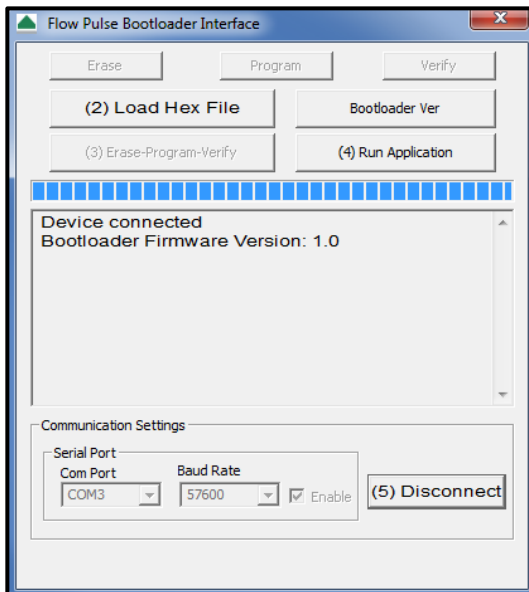 Flow Pulse Bootloader Interface
Erase Program Verify
(2) Load Hex File Bootloader Ver
(3) Erase-Program-Verify (4) Run Application
Device connected
Bootloader Firmware Version: 1.0
Communication Settings
Serial Port
Com Port Baud Rate
COM3 57600 Enable
(5) Disconnect